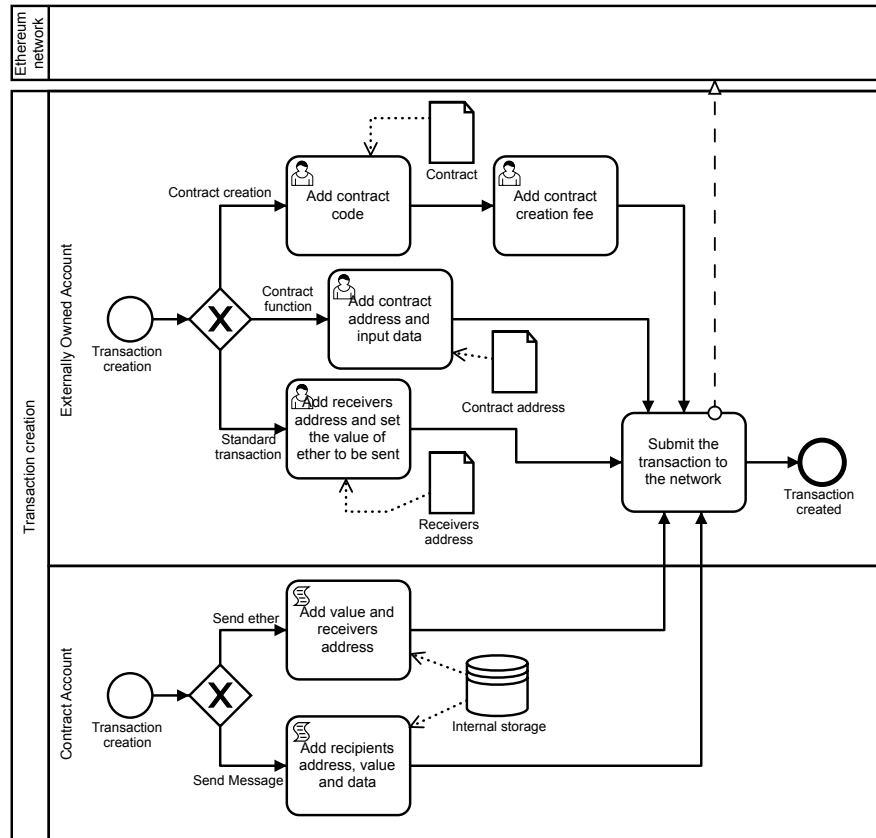 Ethereum
network
Transaction creation
Externally Owned Account
Contract
Contract creation
Add contract
code
Add contract
creation fee
Contract
function
Add contract
address and
input data
Transaction
creation
Contract address
Add receivers
address and set
the value of
ether to be sent
Standard
transaction
Receivers
address
Submit the
transaction to
the network
Transaction
created
Contract Account
Send ether
Add value and
receivers
address
Transaction
creation
Internal storage
Send Message
Add recipients
address, value
and data